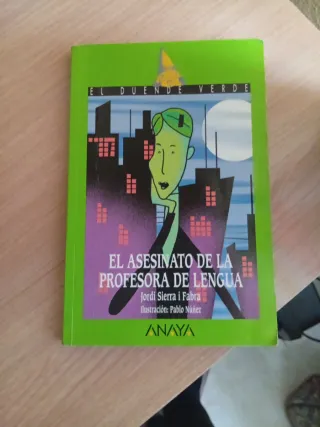 EL DUENDE VERDE
EL ASESINATO DE LA
PROFESORA DE LENGUA
Jordi Sierra i Fabra
Ilustración: Pablo Núñez
ANAYA